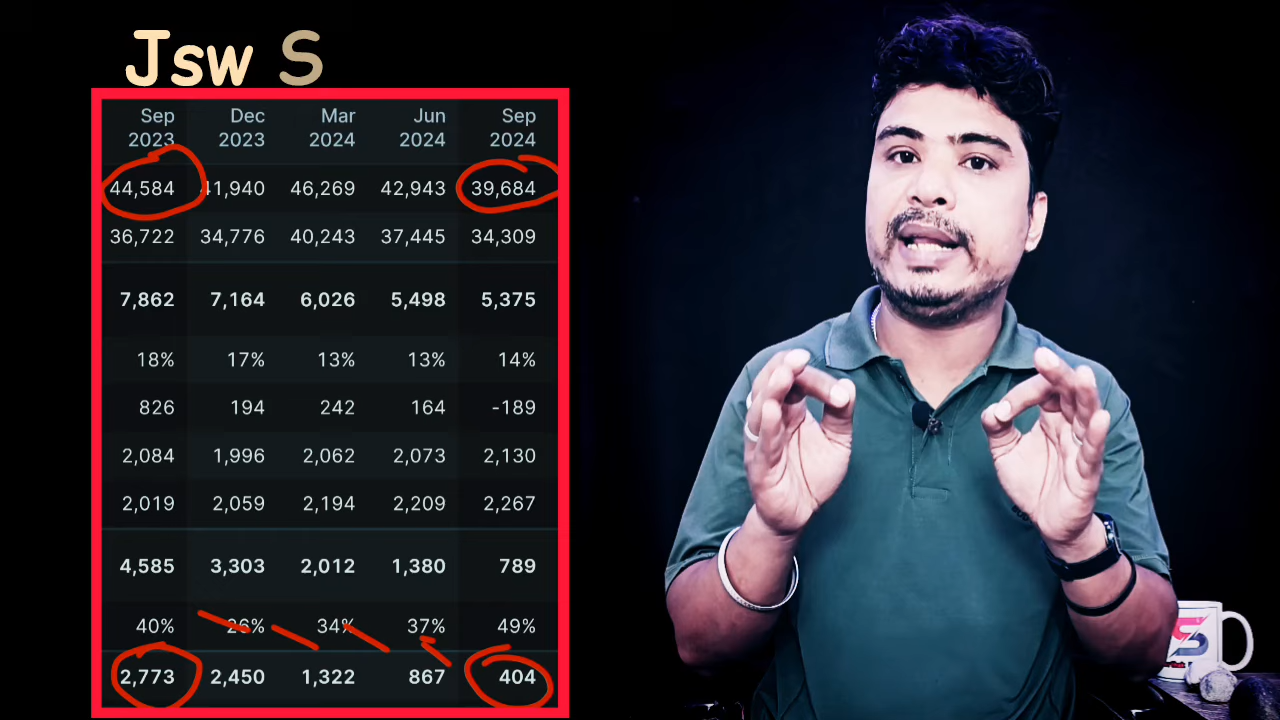 Jsw S
Sep Dec Mar Jun Sep
2023 2023 2024 2024 2024
44,584 41,940 46,269 42,943 39,684
36,722 34,776 40,243 37,445 34,309
7,862 7,164 6,026 5,498 5,375
18% 17% 13% 13% 14%
826 194 242 164 -189
2,084 1,996 2,062 2,073 2,130
2,019 2,059 2,194 2,209 2,267
4,585 3,303 2,012 1,380 789
40% 26% 34% 37% 49%
2,773 2,450 1,322 867 404